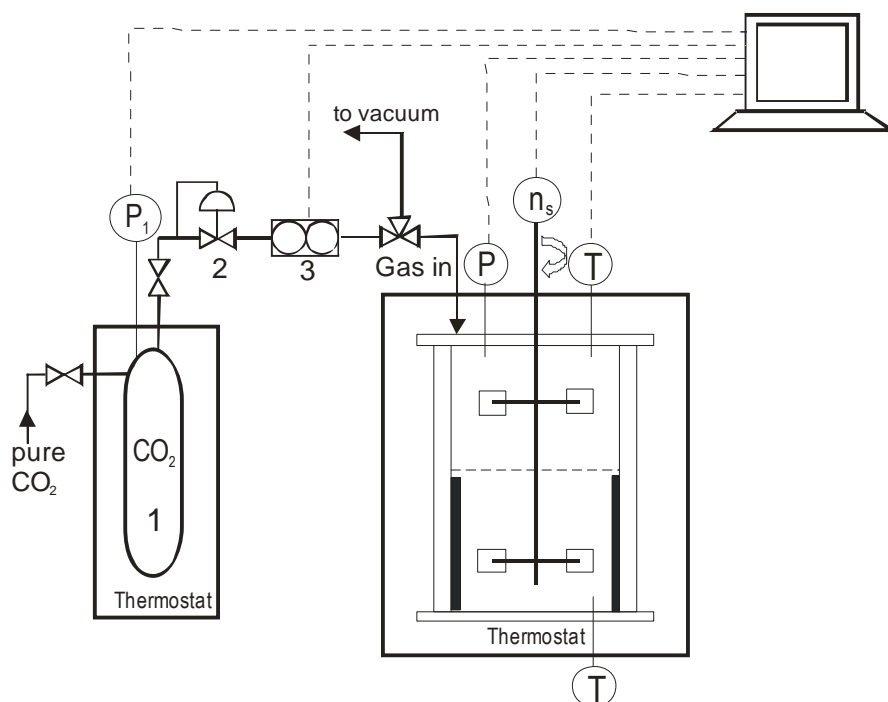 to vacuum
P₁
nₛ
2
3
Gas in
P
T
pure
CO₂
CO₂
1
Thermostat
Thermostat
T